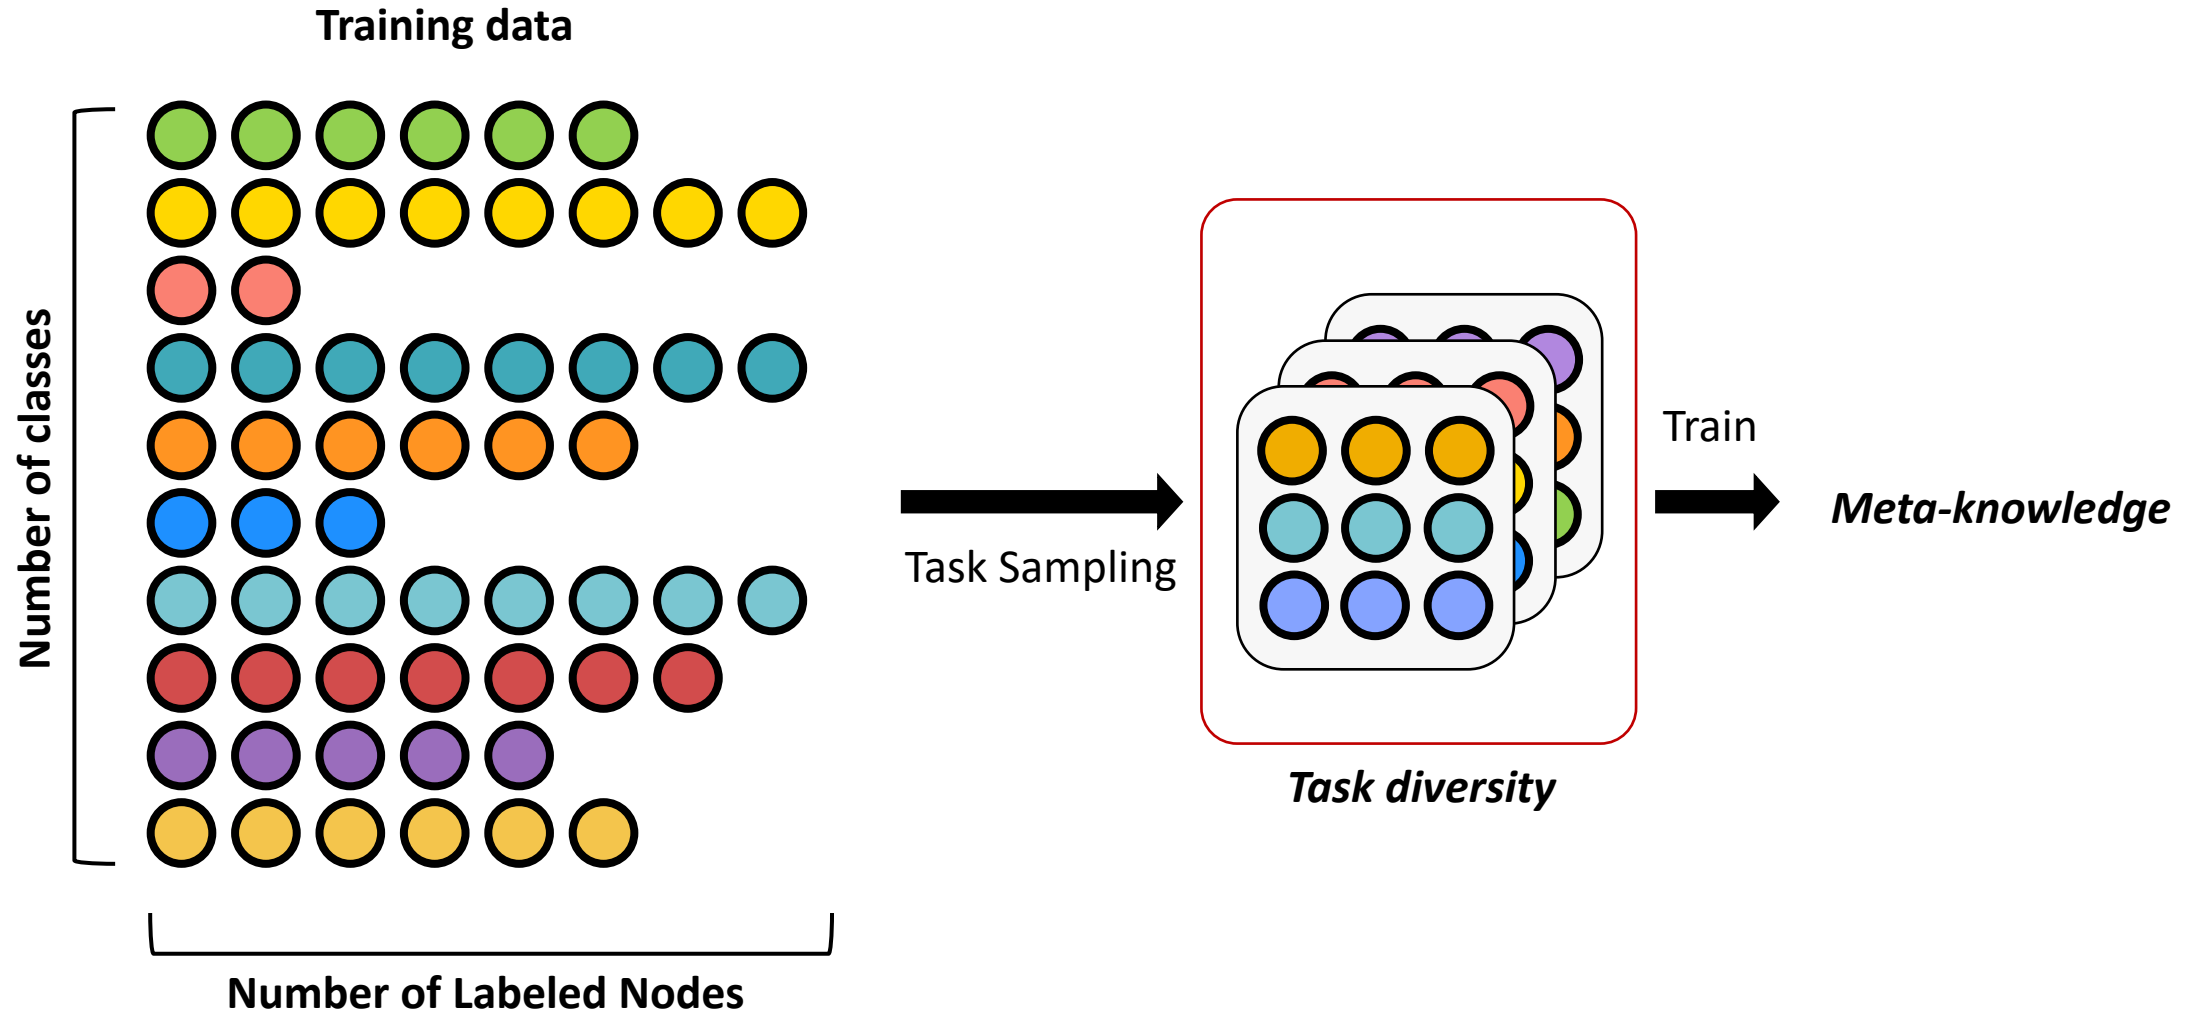 Training data
Number of classes
Number of Labeled Nodes
Task Sampling
Task diversity
Train
Meta-knowledge